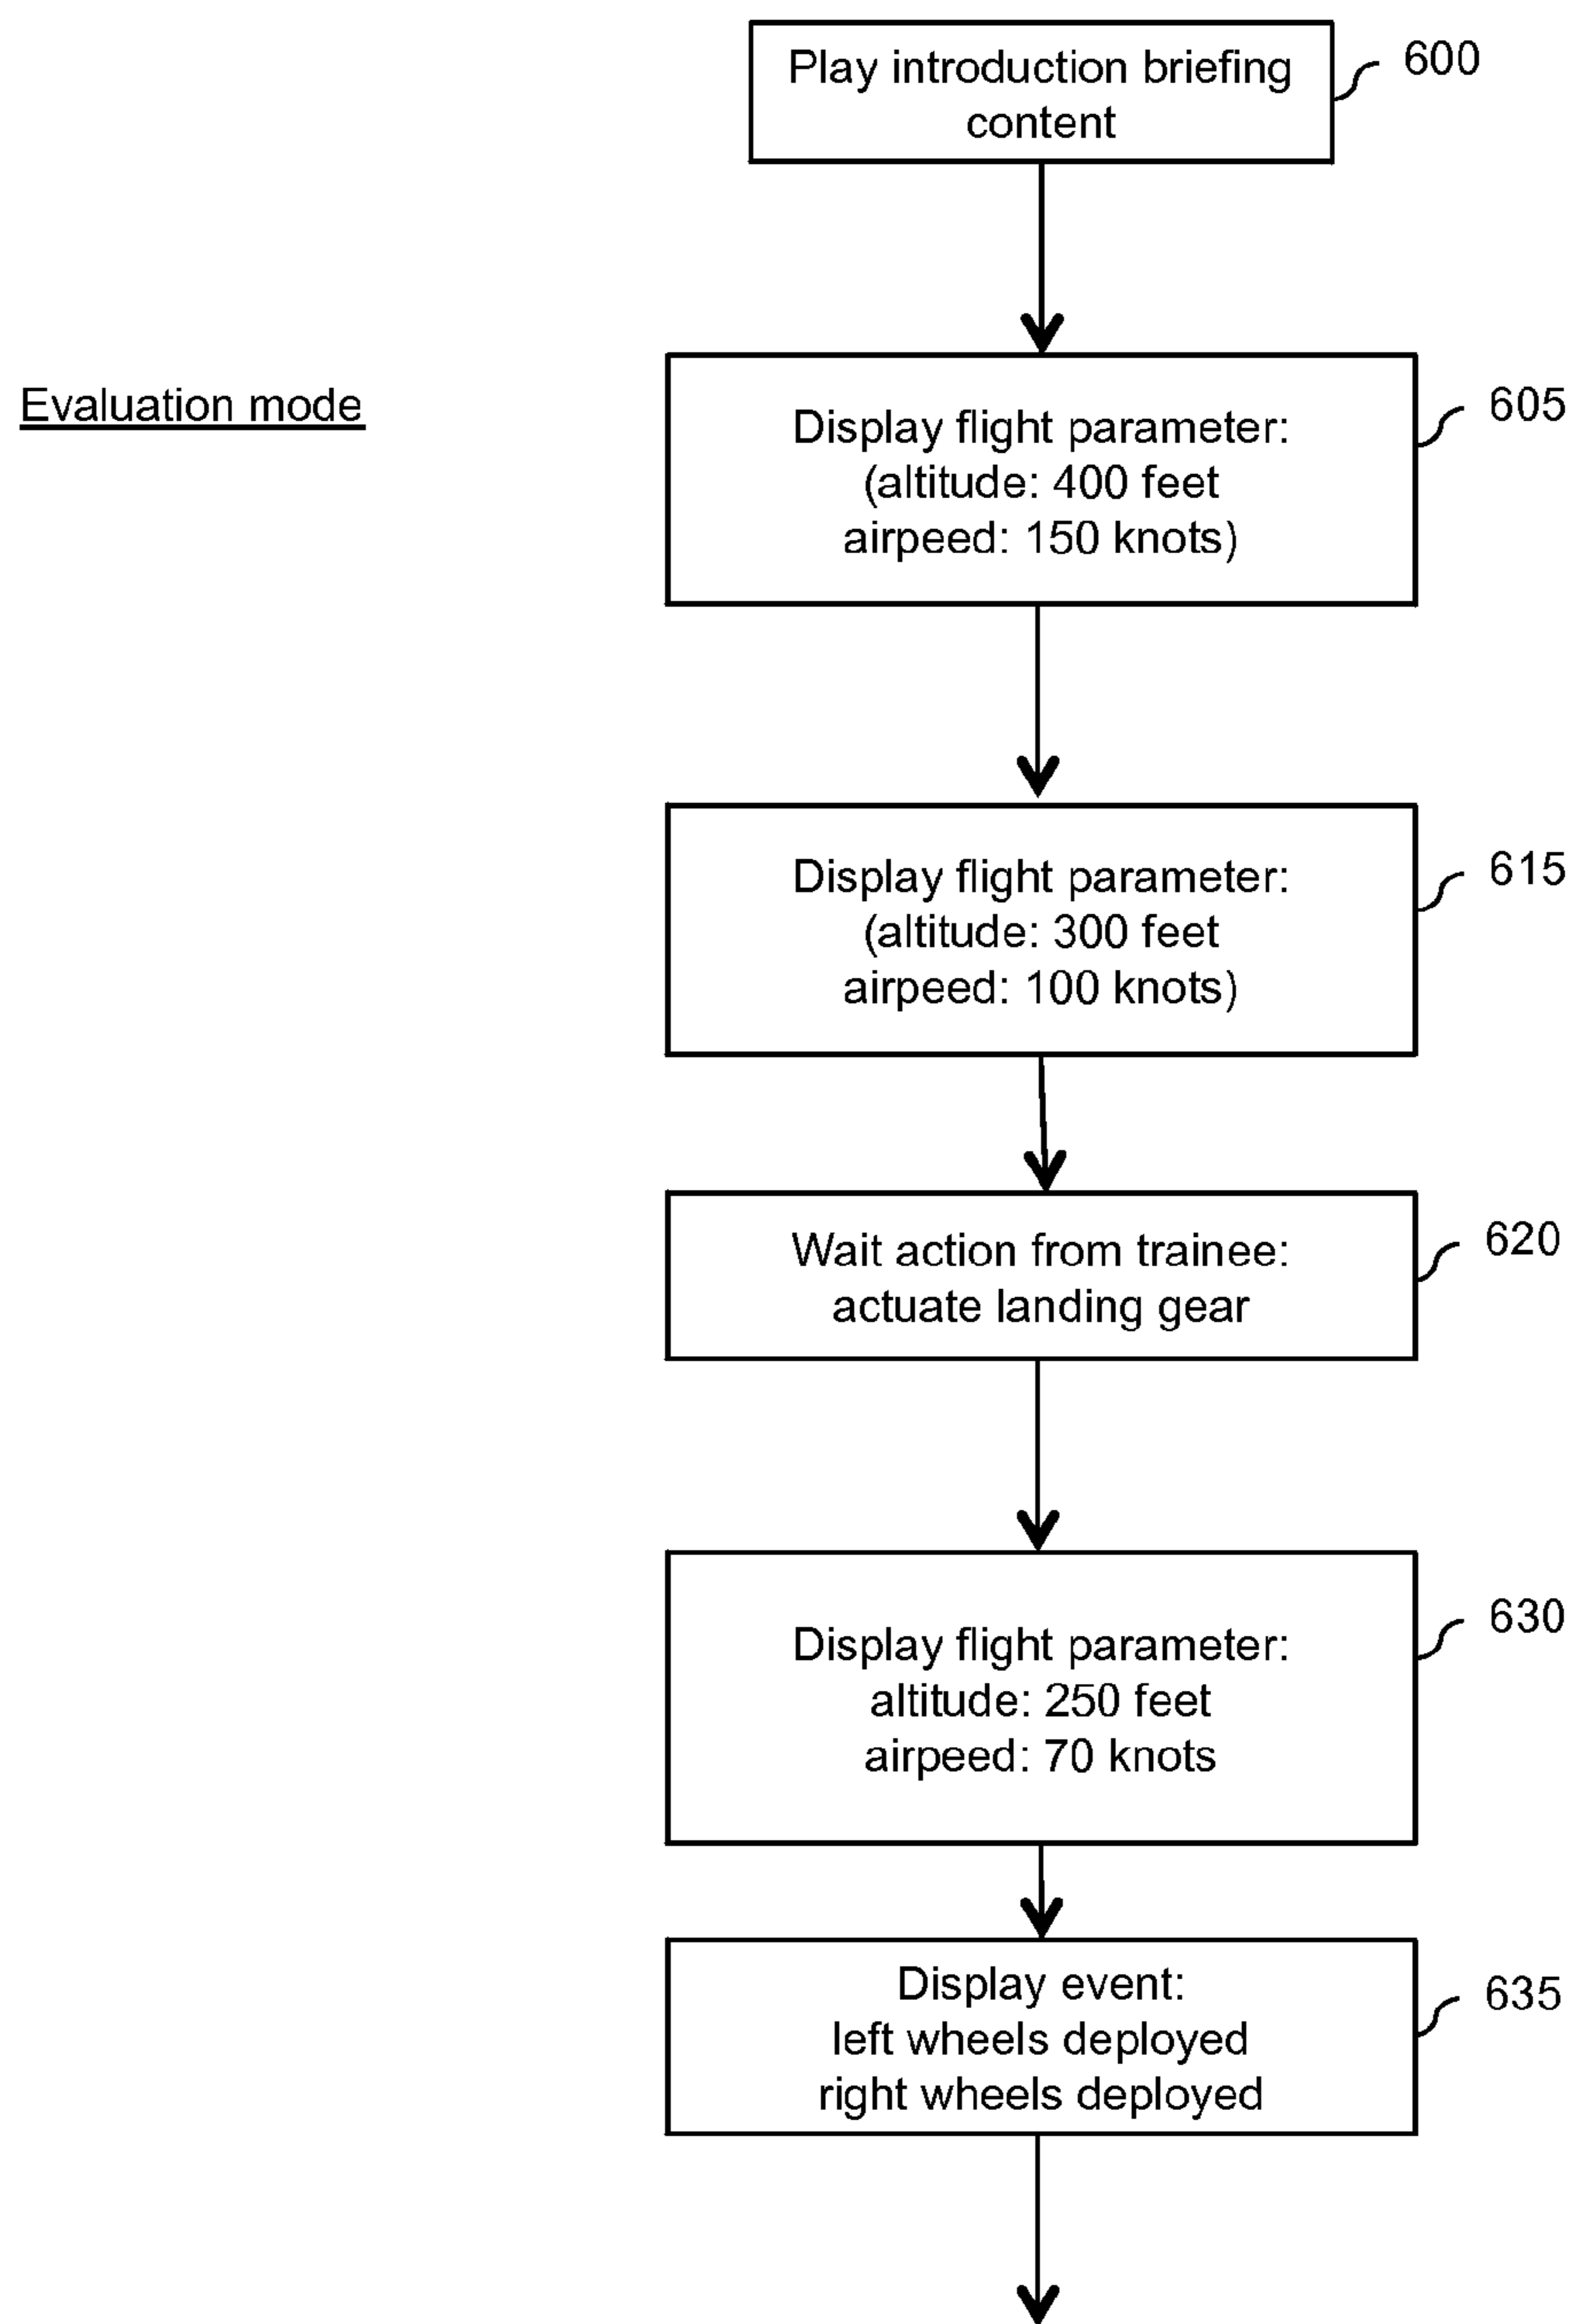 Play introduction briefing
content
600
Evaluation mode
Display flight parameter:
(altitude: 400 feet
airpeed: 150 knots)
605
Display flight parameter:
(altitude: 300 feet
airpeed: 100 knots)
615
Wait action from trainee:
actuate landing gear
620
Display flight parameter:
altitude: 250 feet
airpeed: 70 knots
630
Display event:
left wheels deployed
right wheels deployed
635